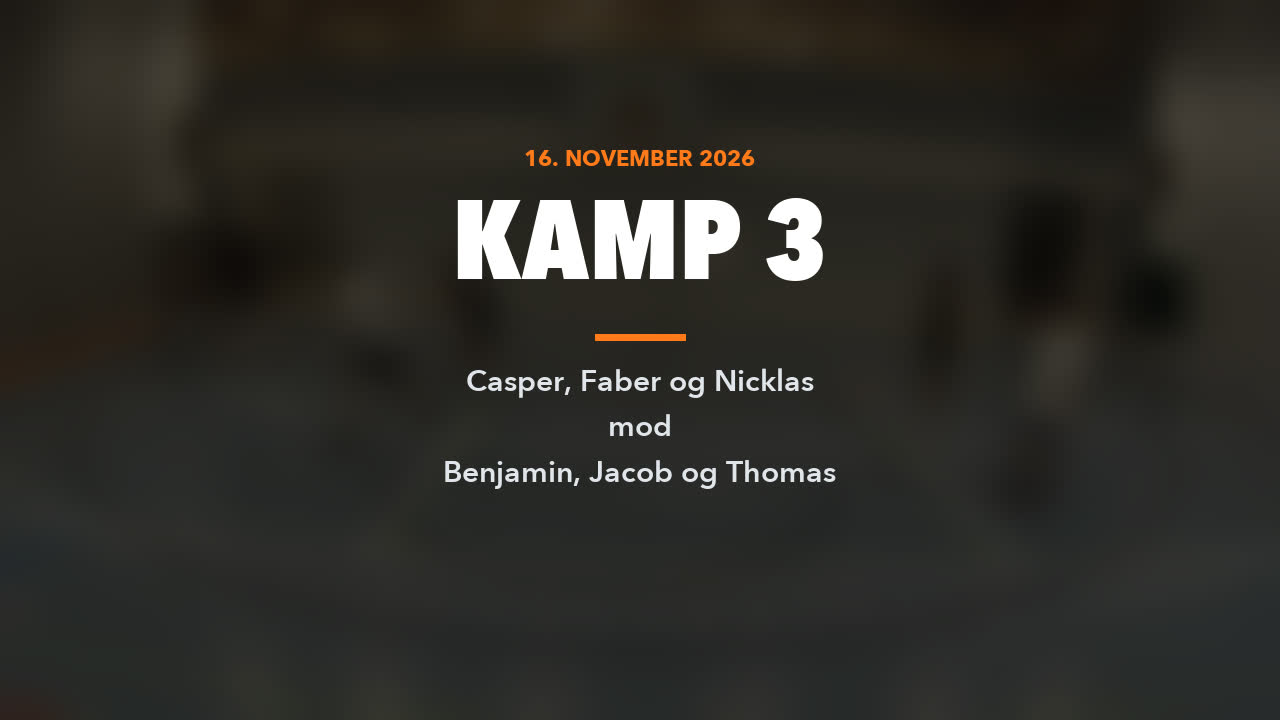 16. NOVEMBER 2026
KAMP 3
Casper, Faber og Nicklas
mod
Benjamin, Jacob og Thomas